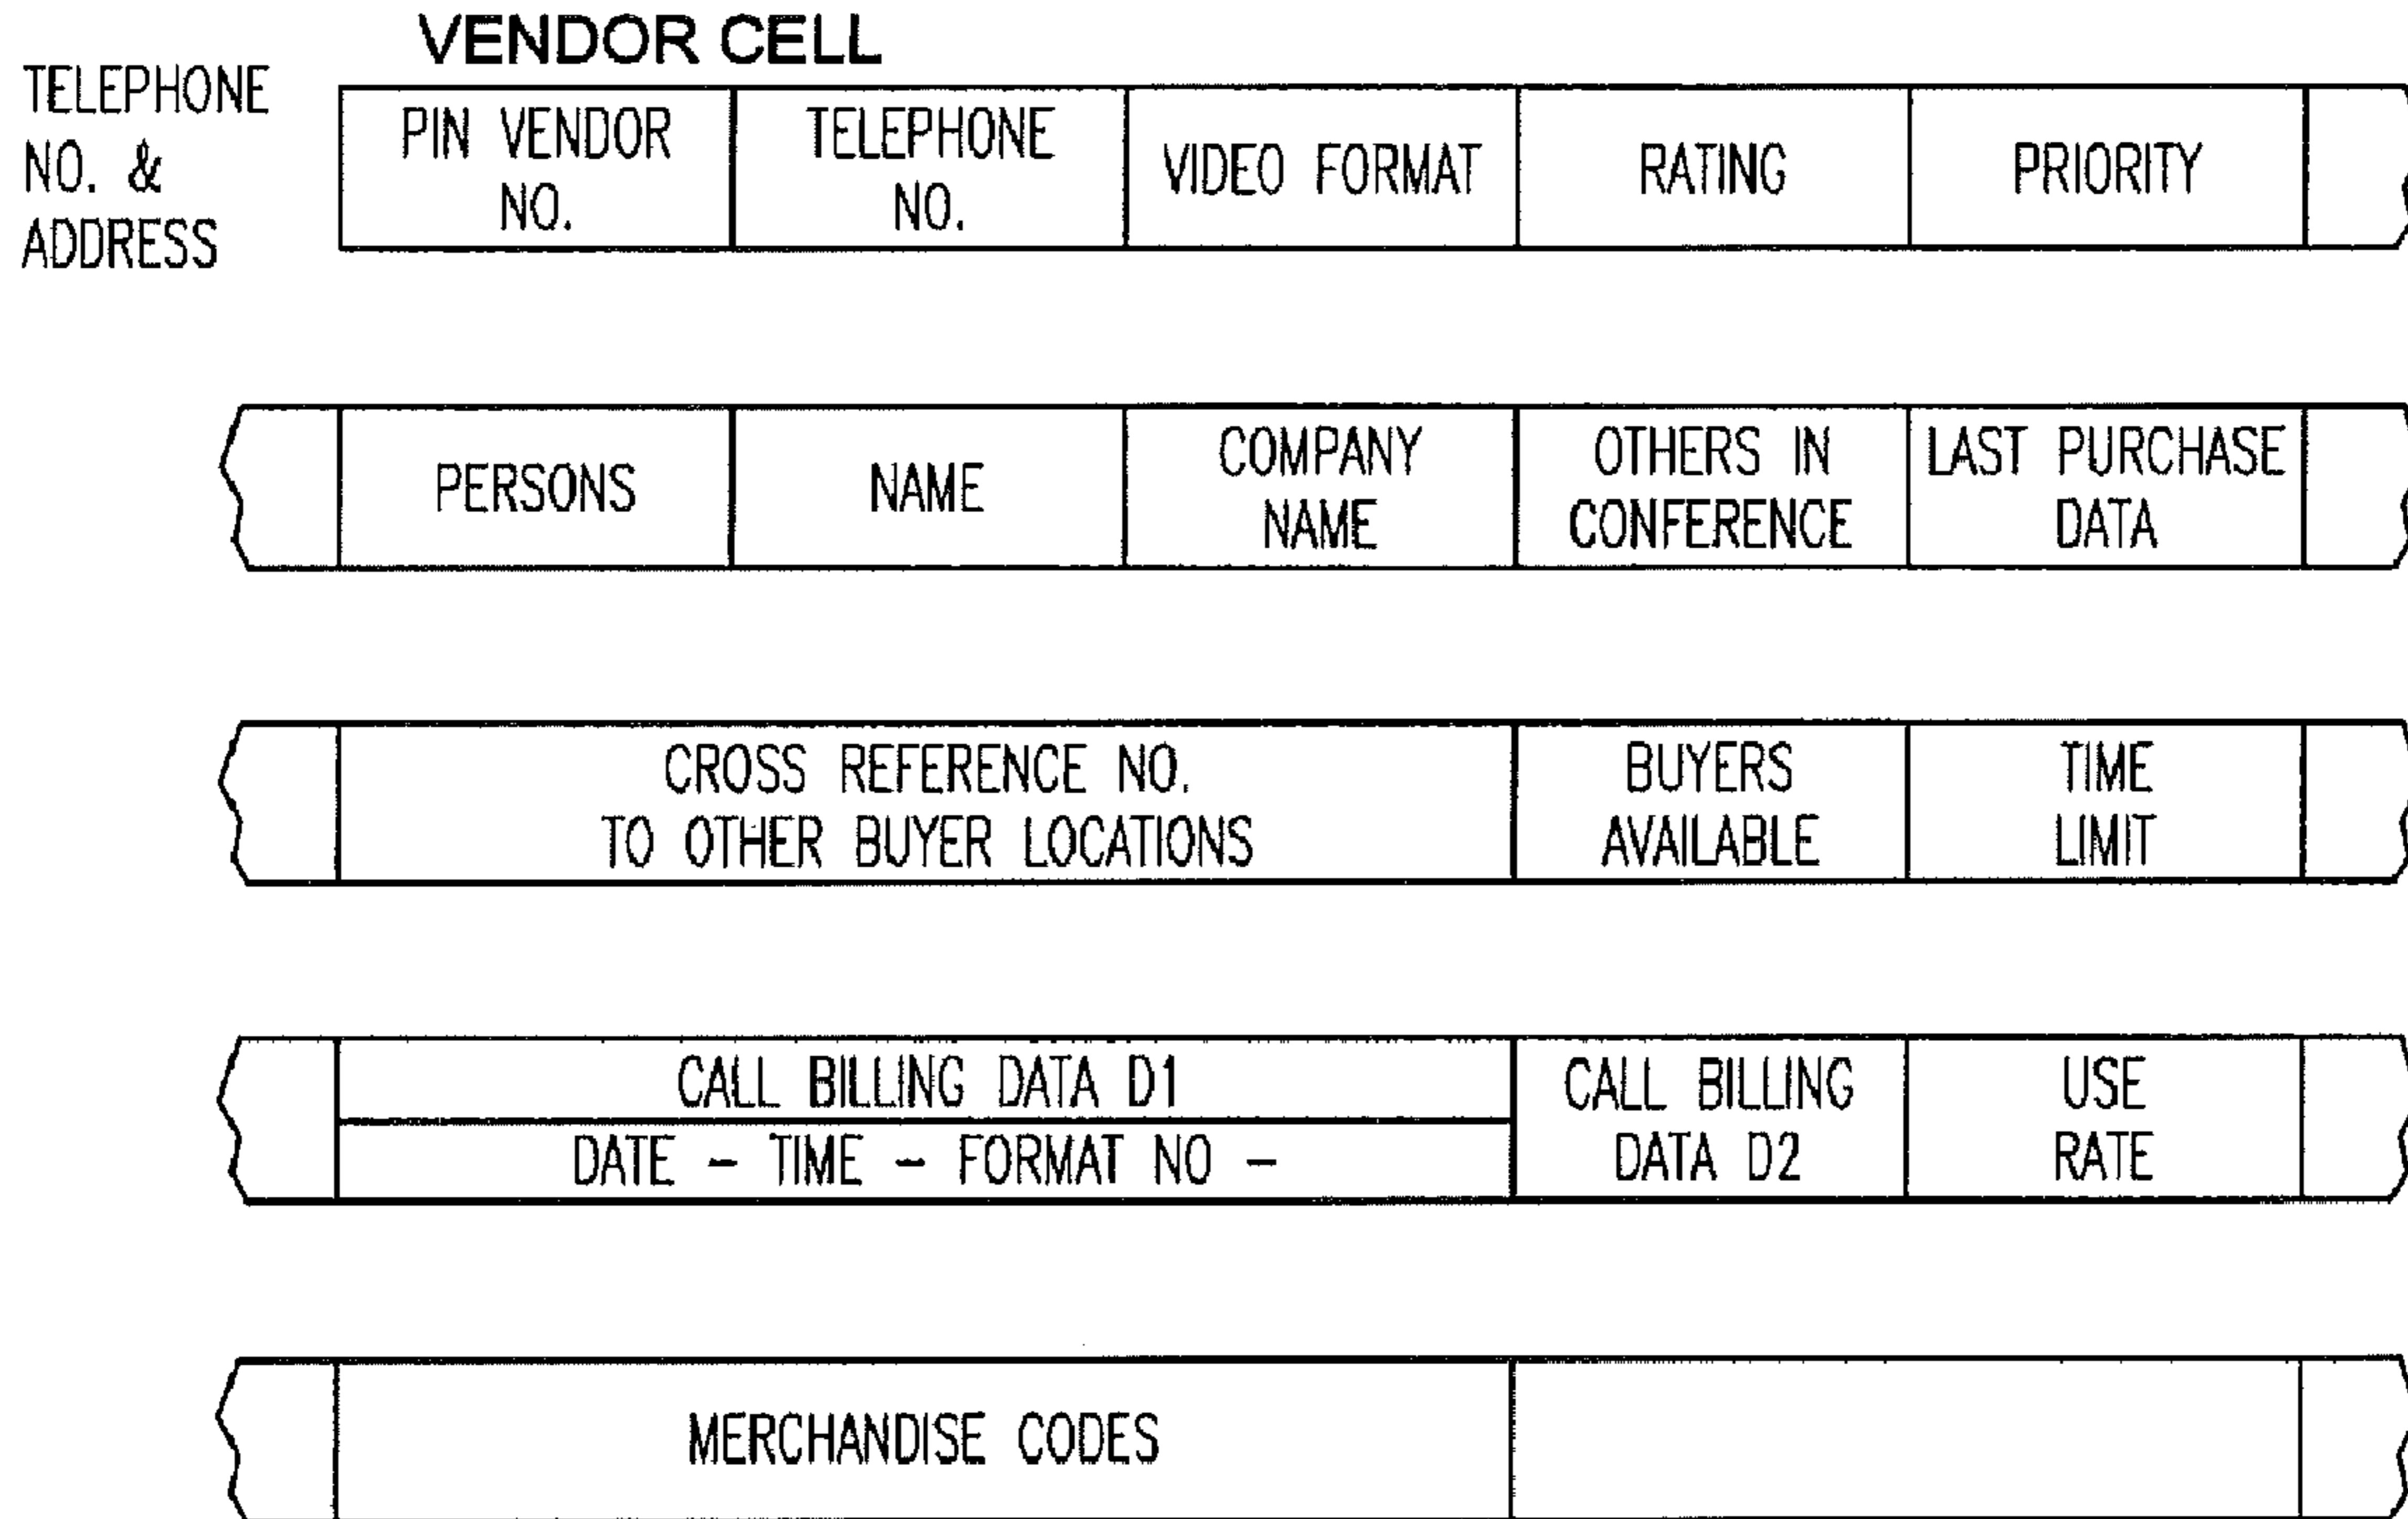 VENDOR CELL
TELEPHONE
NO. &
ADDRESS
PIN VENDOR
NO.
TELEPHONE
NO.
VIDEO FORMAT
RATING
PRIORITY
PERSONS
NAME
COMPANY
NAME
OTHERS IN
CONFERENCE
LAST PURCHASE
DATA
CROSS REFERENCE NO.
TO OTHER BUYER LOCATIONS
BUYERS
AVAILABLE
TIME
LIMIT
CALL BILLING DATA D1
DATE - TIME - FORMAT NO -
CALL BILLING
DATA D2
USE
RATE
MERCHANDISE CODES